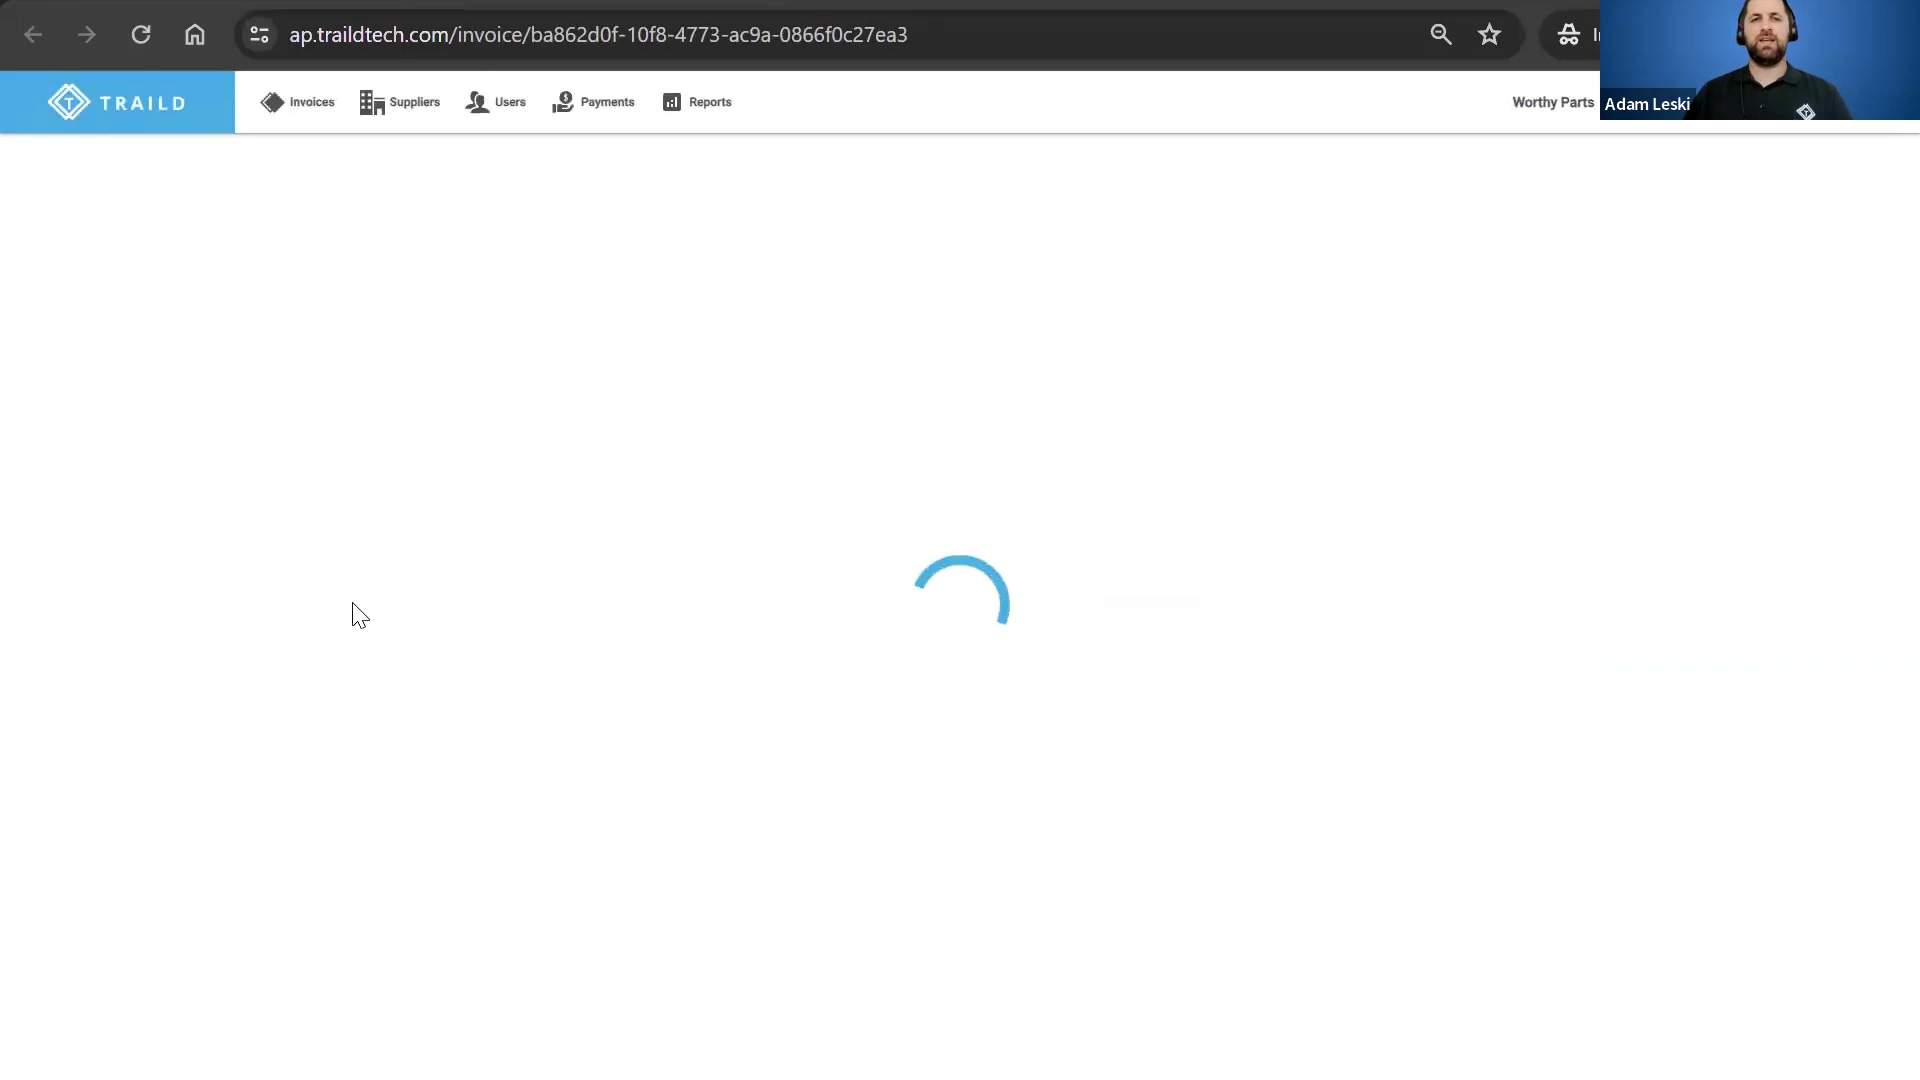 ap.traildtech.com/invoice/ba862d0f-10f8-4773-ac9a-0866f0c27ea3
TRAILD
Invoices
Suppliers
Users
Payments
Reports
Worthy Parts
Adam Leski